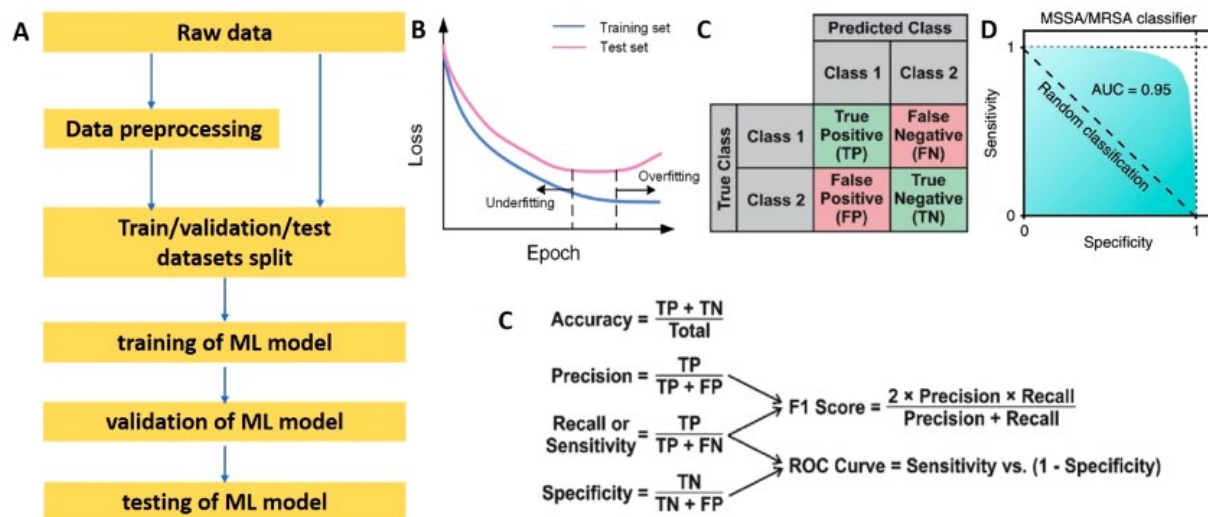 A
Raw data
Data preprocessing
Train/validation/test
datasets split
training of ML model
validation of ML model
testing of ML model
B
Training set
Test set
Loss
Underfitting
Overfitting
Epoch
C
Predicted Class
Class 1
Class 2
True Class
Class 1
True
Positive
(TP)
False
Negative
(FN)
Class 2
False
Positive
(FP)
True
Negative
(TN)
D
MSSA/MRSA classifier
1
AUC = 0.95
Random classification
Sensitivity
0
0
1
Specificity
C
Accuracy = TP + TN / Total
Precision = TP / TP + FP
Recall or
Sensitivity = TP / TP + FN
Specificity = TN / TN + FP
F1 Score = 2 × Precision × Recall / Precision + Recall
ROC Curve = Sensitivity vs. (1 - Specificity)